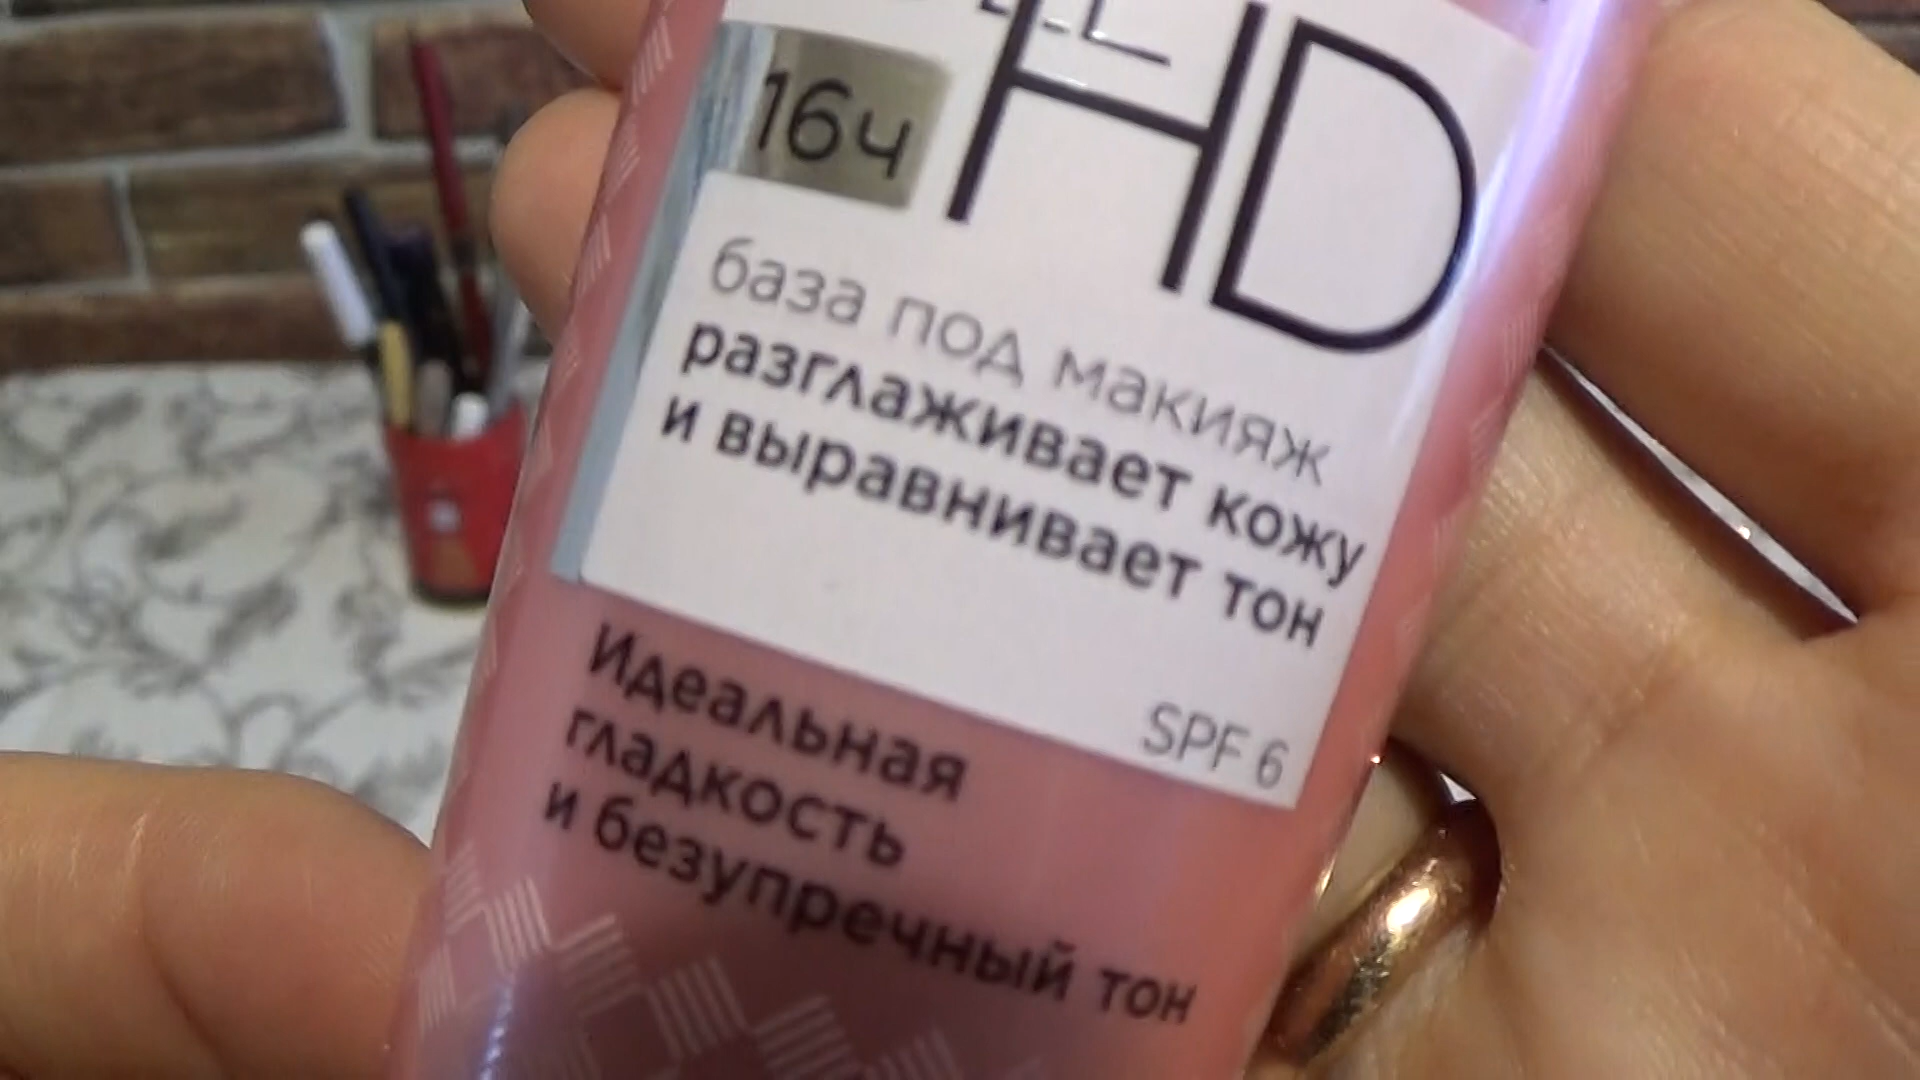 HD
16ч
база под макияж
разглаживает кожу
и выравнивает тон
SPF 6
Идеальная
гладкость
и безупречный тон